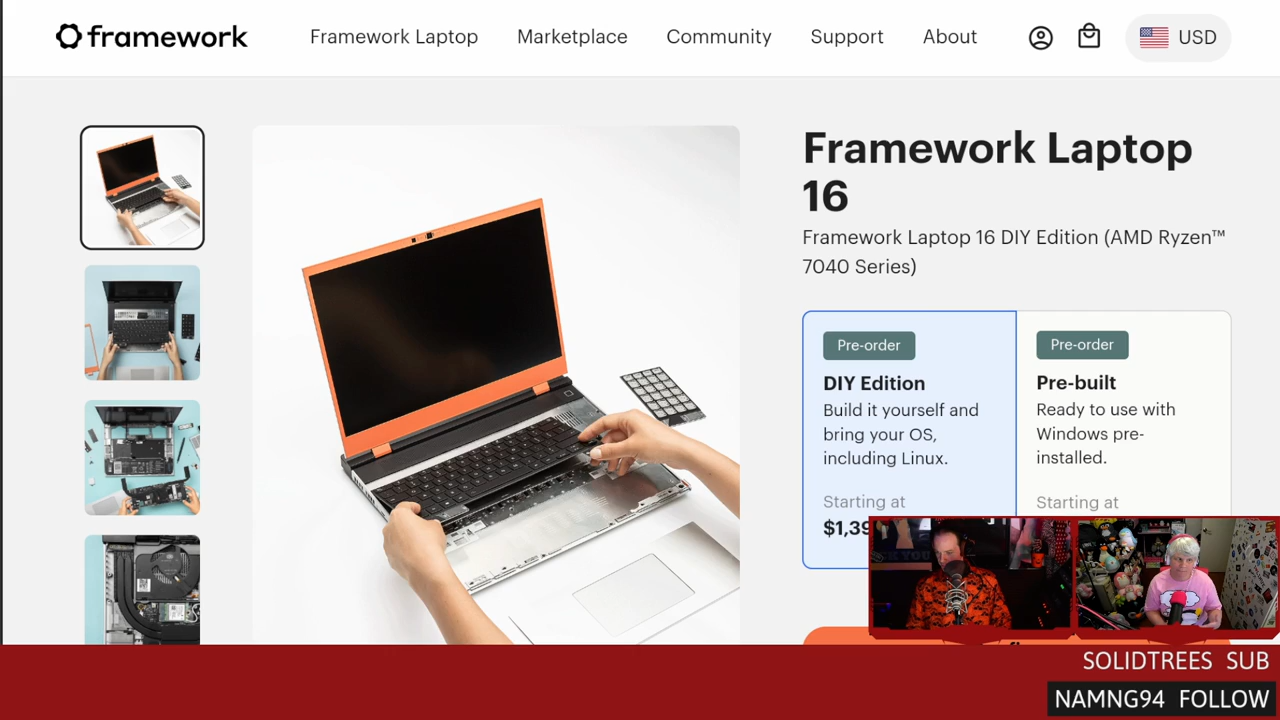 framework
Framework Laptop
Marketplace
Community
Support
About
USD
Framework Laptop
16
Framework Laptop 16 DIY Edition (AMD Ryzen™
7040 Series)
Pre-order
DIY Edition
Build it yourself and
bring your OS,
including Linux.
Starting at
$1,39
Pre-order
Pre-built
Ready to use with
Windows pre-
installed.
Starting at
SOLIDTREES SUB
NAMNG94 FOLLOW